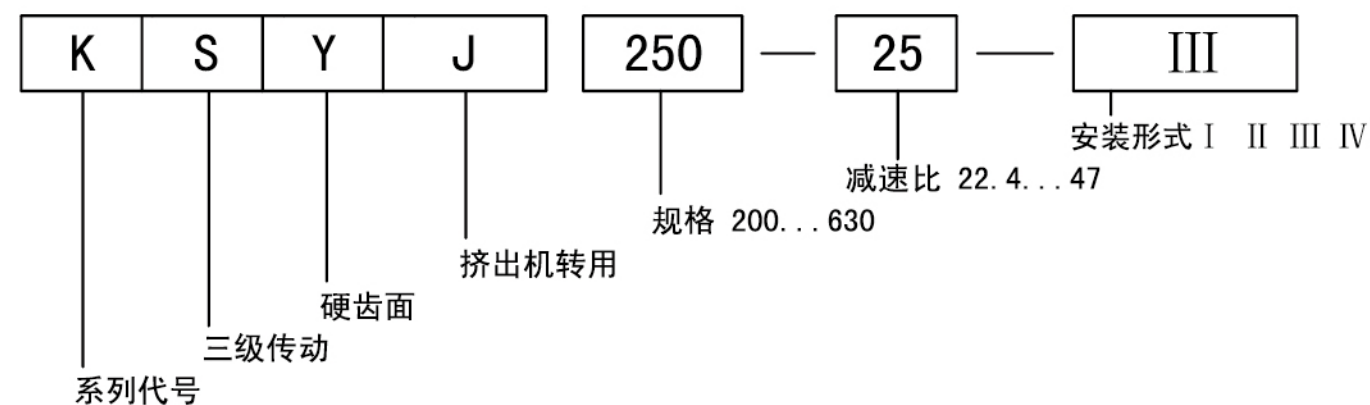 K S Y J 250 — 25 — III
安装形式 I II III IV
减速比 22.4...47
规格 200...630
挤出机转用
硬齿面
三级传动
系列代号